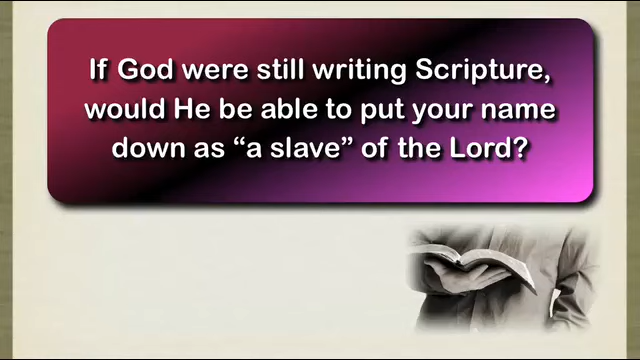 If God were still writing Scripture,
would He be able to put your name
down as “a slave” of the Lord?